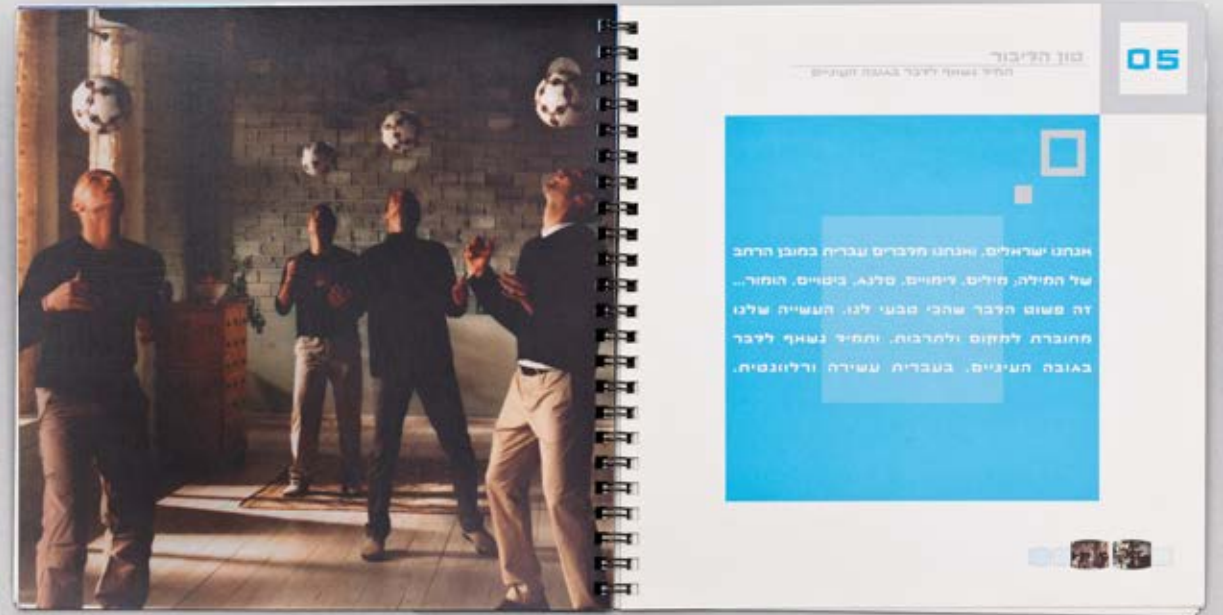 05
טון הדיבור
תמיד נשאף לדבר בגובה העיניים
אנחנו ישראלים, ואנחנו מדברים עברית במובן הרחב
של המילה; מילים, דימויים, סלנג, ביטויים, הומור...
זה פשוט הדבר שהכי טבעי לנו. העשייה שלנו
מחוברת למקום ולתרבות, ותמיד נשאף לדבר
בגובה העיניים, בעברית עשירה ורלוונטית.